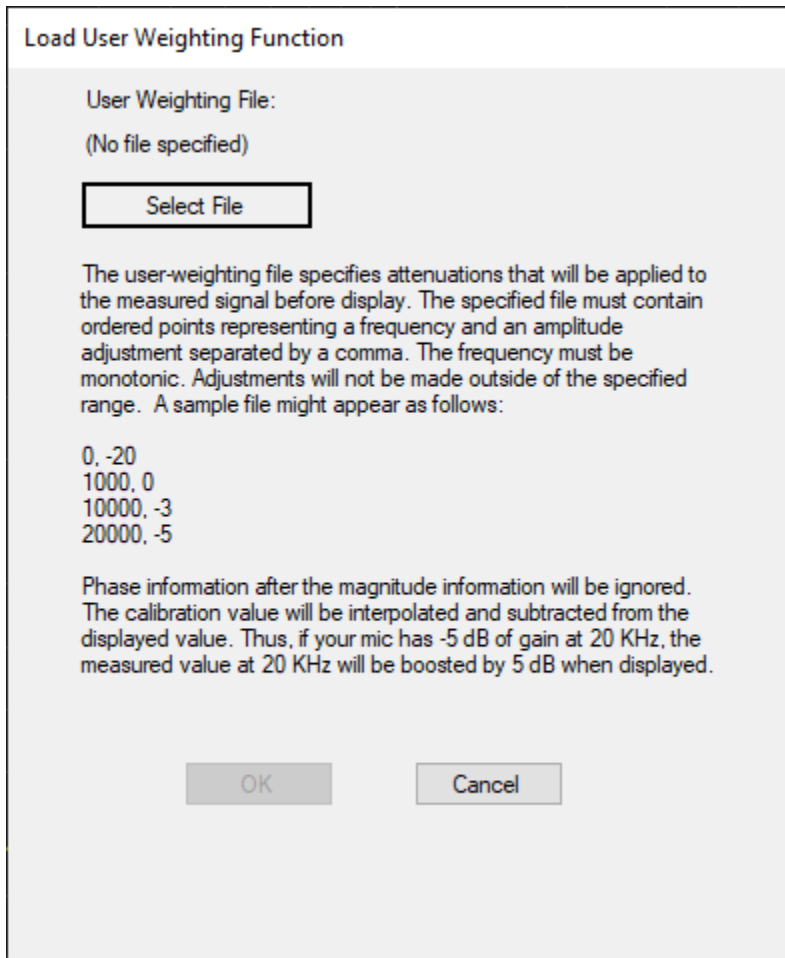 Load User Weighting Function
User Weighting File:
(No file specified)
Select File
The user-weighting file specifies attenuations that will be applied to
the measured signal before display. The specified file must contain
ordered points representing a frequency and an amplitude
adjustment separated by a comma. The frequency must be
monotonic. Adjustments will not be made outside of the specified
range.  A sample file might appear as follows:
0, -20
1000, 0
10000, -3
20000, -5
Phase information after the magnitude information will be ignored.
The calibration value will be interpolated and subtracted from the
displayed value. Thus, if your mic has -5 dB of gain at 20 KHz, the
measured value at 20 KHz will be boosted by 5 dB when displayed.
OK
Cancel